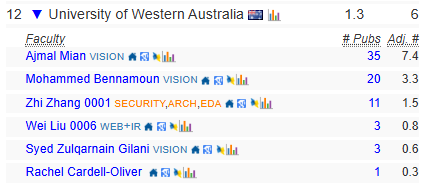 12 ▼ University of Western Australia 1.3 6
Faculty # Pubs Adj. #
Ajmal Mian VISION 35 7.4
Mohammed Bennamoun VISION 20 3.3
Zhi Zhang 0001 SECURITY,ARCH,EDA 11 1.5
Wei Liu 0006 WEB+IR 3 0.8
Syed Zulqarnain Gilani VISION 3 0.6
Rachel Cardell-Oliver 1 0.3